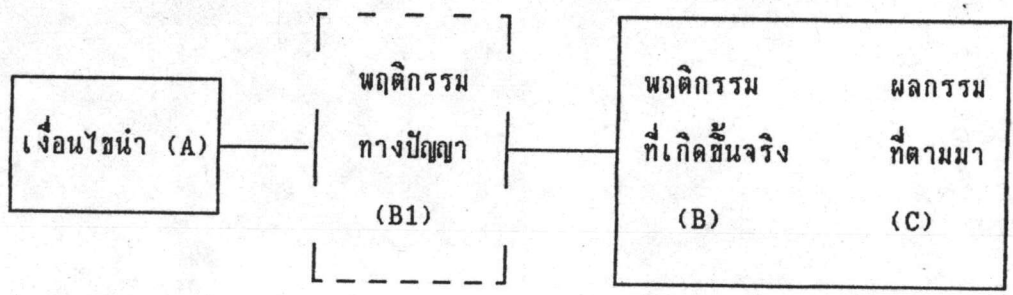 เงื่อนไขนำ (A)
พฤติกรรม
ทางปัญญา
(B1)
พฤติกรรม
ที่เกิดขึ้นจริง
(B)
ผลกรรม
ที่ตามมา
(C)